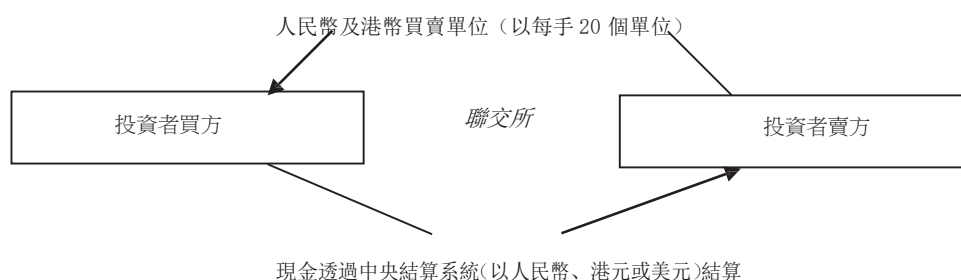 人民幣及港幣買賣單位（以每手 20 個單位）
投資者買方
聯交所
投資者賣方
現金透過中央結算系統(以人民幣、港元或美元)結算